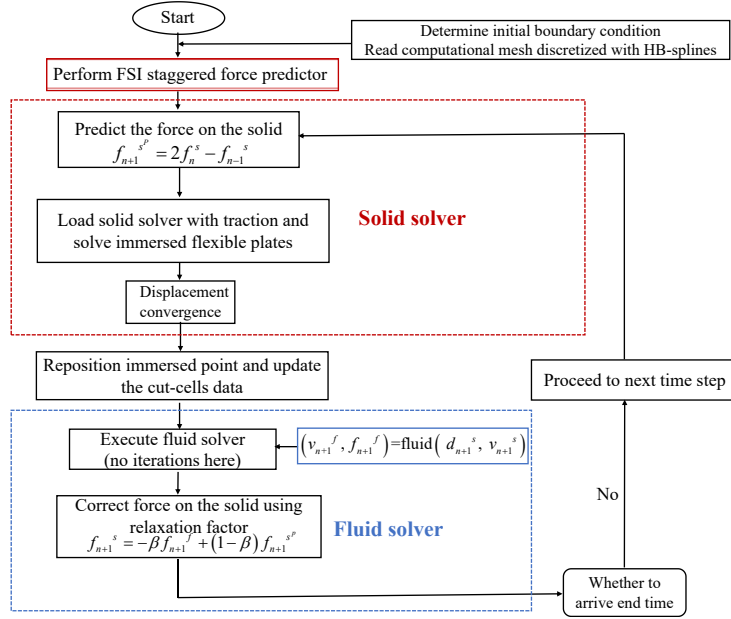 Start
Determine initial boundary condition
Read computational mesh discretized with HB-splines
Perform FSI staggered force predictor
Predict the force on the solid
f_{n+1}^{s^P} = 2f_n^s − f_{n−1}^s
Load solid solver with traction and
solve immersed flexible plates
Solid solver
Displacement
convergence
Reposition immersed point and update
the cut-cells data
Proceed to next time step
Execute fluid solver
(no iterations here)
(v_{n+1}^f, f_{n+1}^f)=fluid(d_{n+1}^s, v_{n+1}^s)
Correct force on the solid using
relaxation factor
f_{n+1}^s = −βf_{n+1}^f + (1−β) f_{n+1}^{s^P}
Fluid solver
No
Whether to
arrive end time